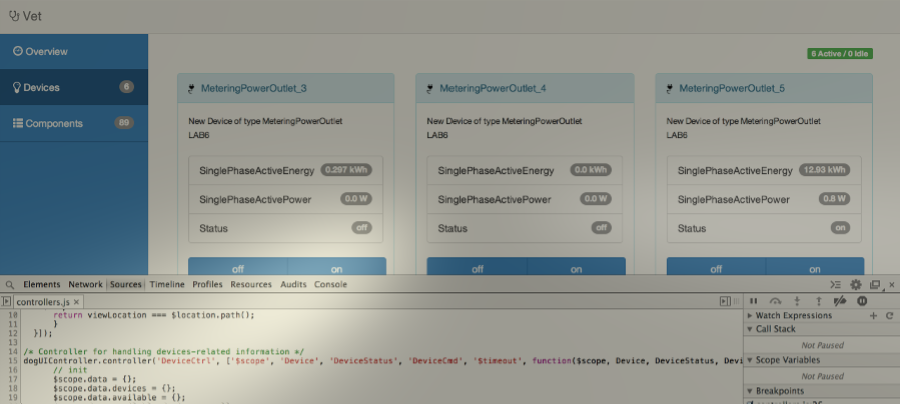 Vet
Overview
Devices 6
Components 89
6 Active / 0 Idle
MeteringPowerOutlet_3
New Device of type MeteringPowerOutlet
LAB6
SinglePhaseActiveEnergy 0.297 kWh
SinglePhaseActivePower 0.0 W
Status off
off on
MeteringPowerOutlet_4
New Device of type MeteringPowerOutlet
LAB6
SinglePhaseActiveEnergy 0.0 kWh
SinglePhaseActivePower 0.0 W
Status off
off on
MeteringPowerOutlet_5
New Device of type MeteringPowerOutlet
LAB6
SinglePhaseActiveEnergy 12.93 kWh
SinglePhaseActivePower 0.8 W
Status on
off on
Elements Network Sources Timeline Profiles Resources Audits Console
controllers.js ×
10 return viewLocation === $location.path();
11 }
12 }]);
13
14 /* Controller for handling devices-related information */
15 dogUIController.controller('DeviceCtrl', ['$scope', 'Device', 'DeviceStatus', 'DeviceCmd', '$timeout', function($scope, Device, DeviceStatus, Devi
16 // init
17 $scope.data = {};
18 $scope.data.devices = {};
19 $scope.data.available = {};
Watch Expressions
Call Stack
Not Paused
Scope Variables
Not Paused
Breakpoints